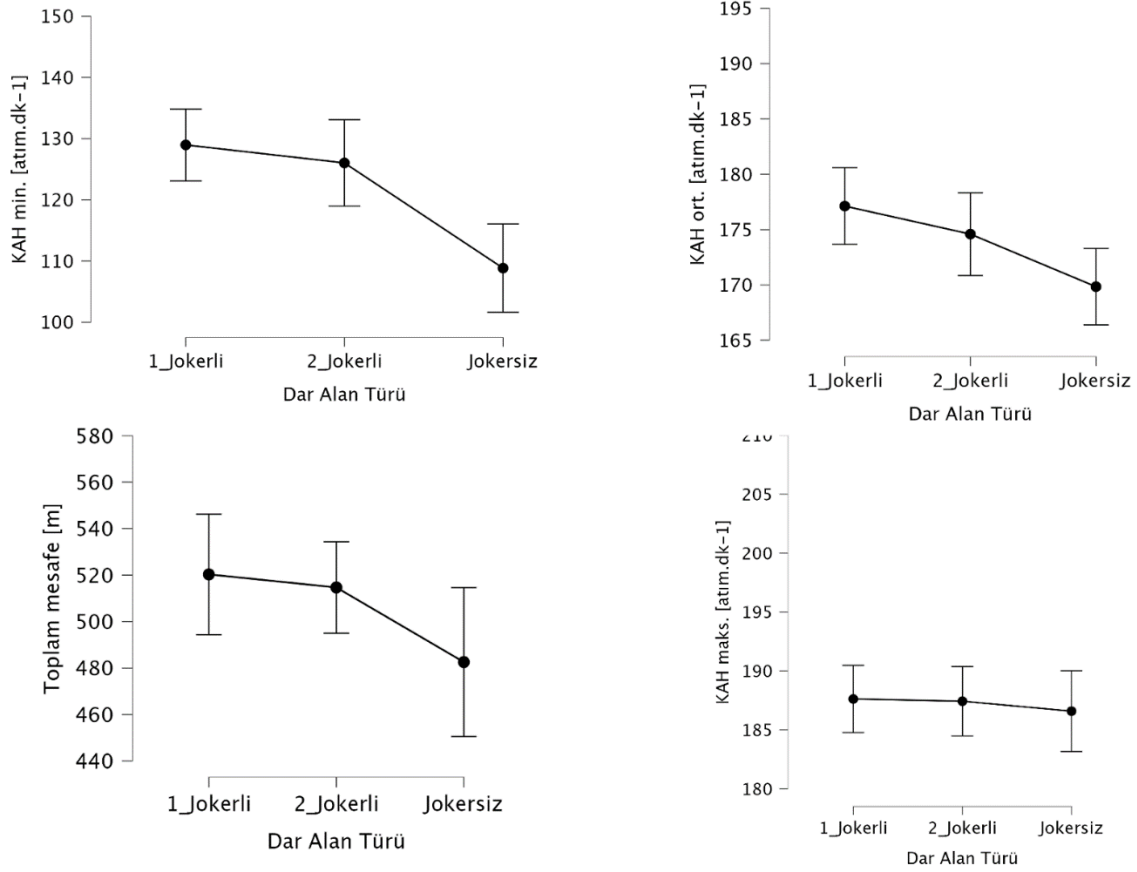 150
140
130
120
110
100
KAH min. [atım.dk−1]
1_Jokerli 2_Jokerli Jokersiz
Dar Alan Türü
195
190
185
180
175
170
165
KAH ort. [atım.dk−1]
1_Jokerli 2_Jokerli Jokersiz
Dar Alan Türü
580
560
540
520
500
480
460
440
Toplam mesafe [m]
1_Jokerli 2_Jokerli Jokersiz
Dar Alan Türü
210
205
200
195
190
185
180
KAH maks. [atım.dk−1]
1_Jokerli 2_Jokerli Jokersiz
Dar Alan Türü